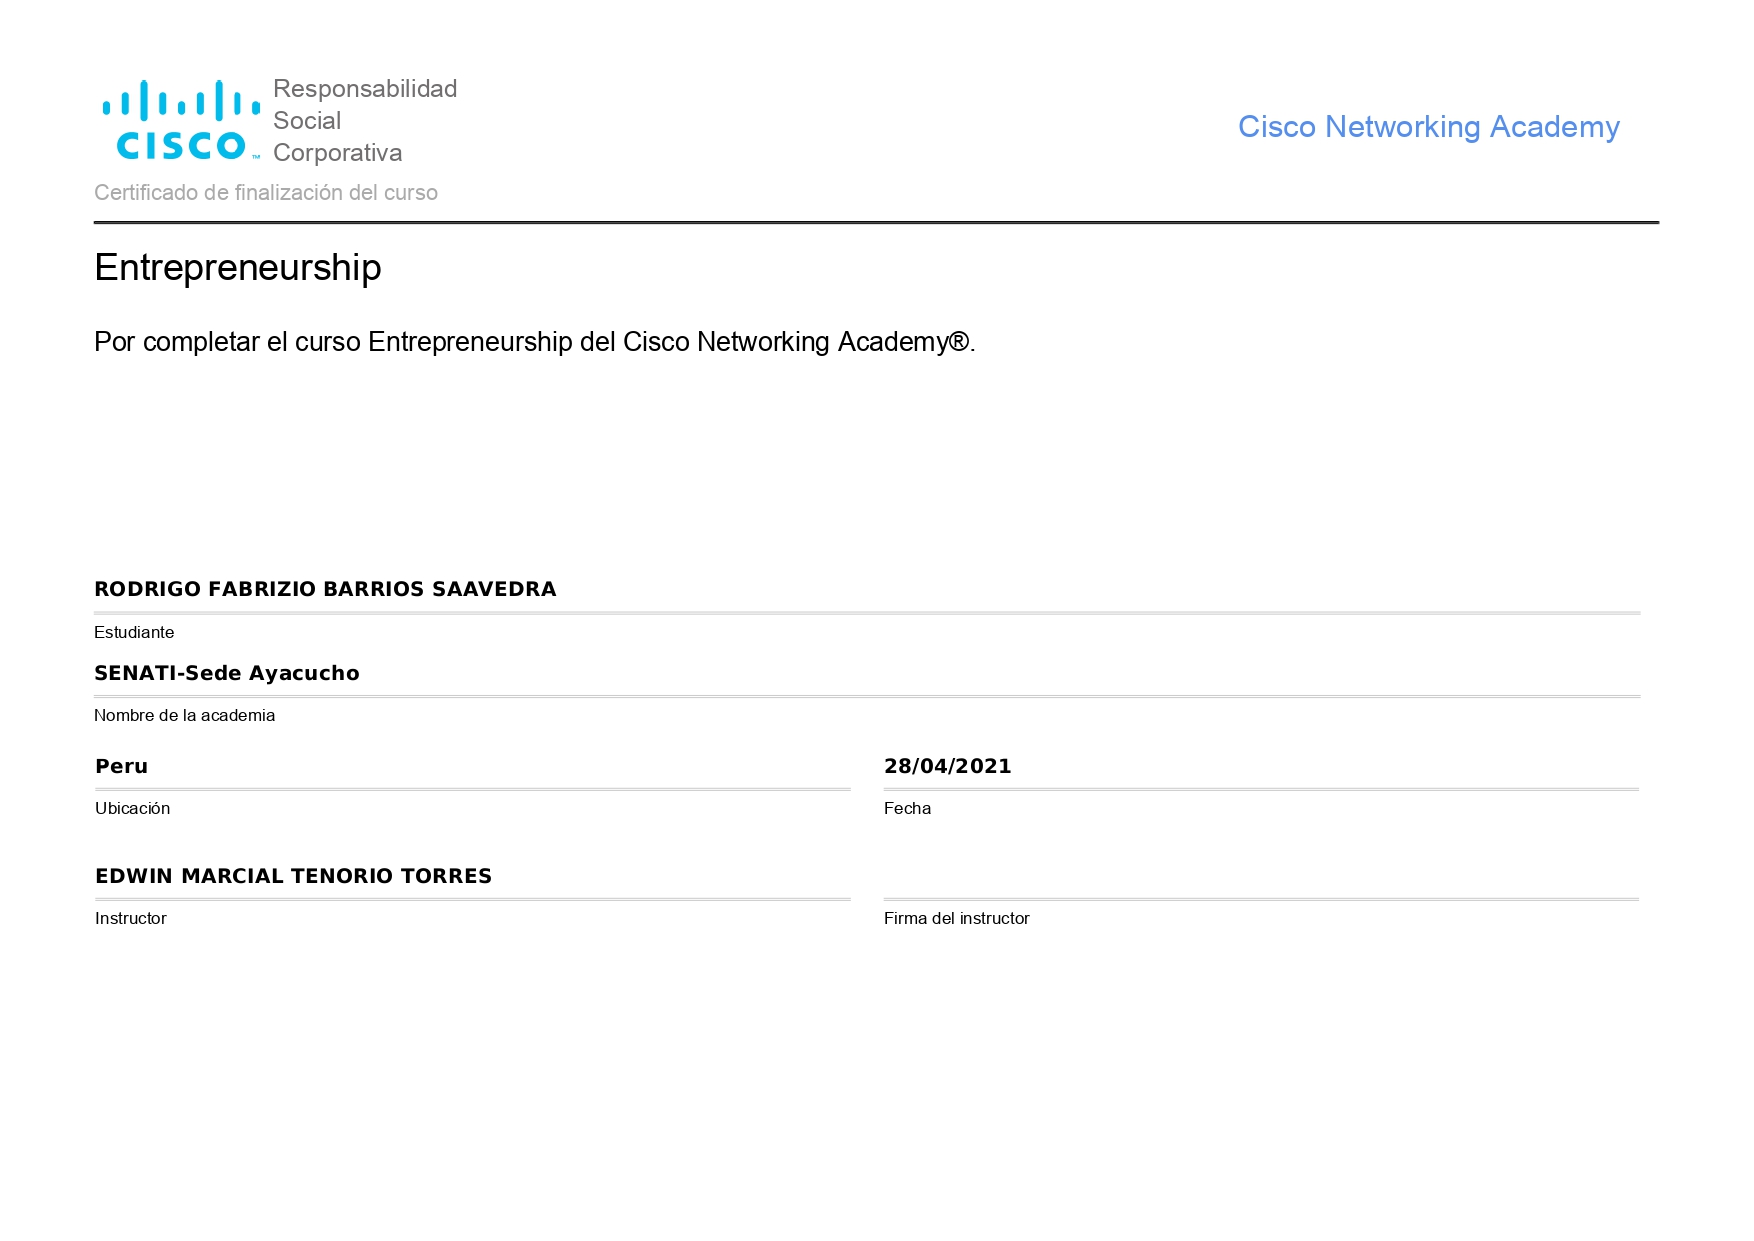 Responsabilidad
Social
Corporativa
CISCO™
Cisco Networking Academy
Certificado de finalización del curso
Entrepreneurship
Por completar el curso Entrepreneurship del Cisco Networking Academy®.
RODRIGO FABRIZIO BARRIOS SAAVEDRA
Estudiante
SENATI-Sede Ayacucho
Nombre de la academia
Peru
Ubicación
28/04/2021
Fecha
EDWIN MARCIAL TENORIO TORRES
Instructor
Firma del instructor